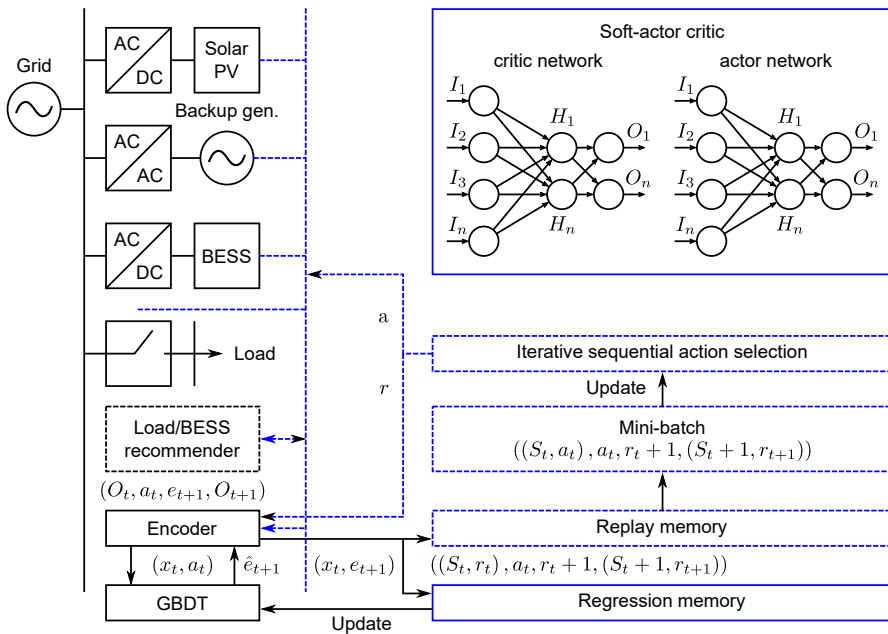 Grid
AC
DC
Solar
PV
Backup gen.
AC
AC
AC
DC
BESS
Load
Load/BESS
recommender
(O_t, a_t, e_{t+1}, O_{t+1})
Encoder
(x_t, a_t)
ê_{t+1}
(x_t, e_{t+1})
GBDT
Update
a
r
Soft-actor critic
critic network
I_1
I_2
I_3
I_n
H_1
H_n
O_1
O_n
actor network
I_1
I_2
I_3
I_n
H_1
H_n
O_1
O_n
Iterative sequential action selection
Update
Mini-batch
((S_t, a_t), a_t, r_t + 1, (S_t + 1, r_{t+1}))
Replay memory
((S_t, r_t), a_t, r_t + 1, (S_t + 1, r_{t+1}))
Regression memory